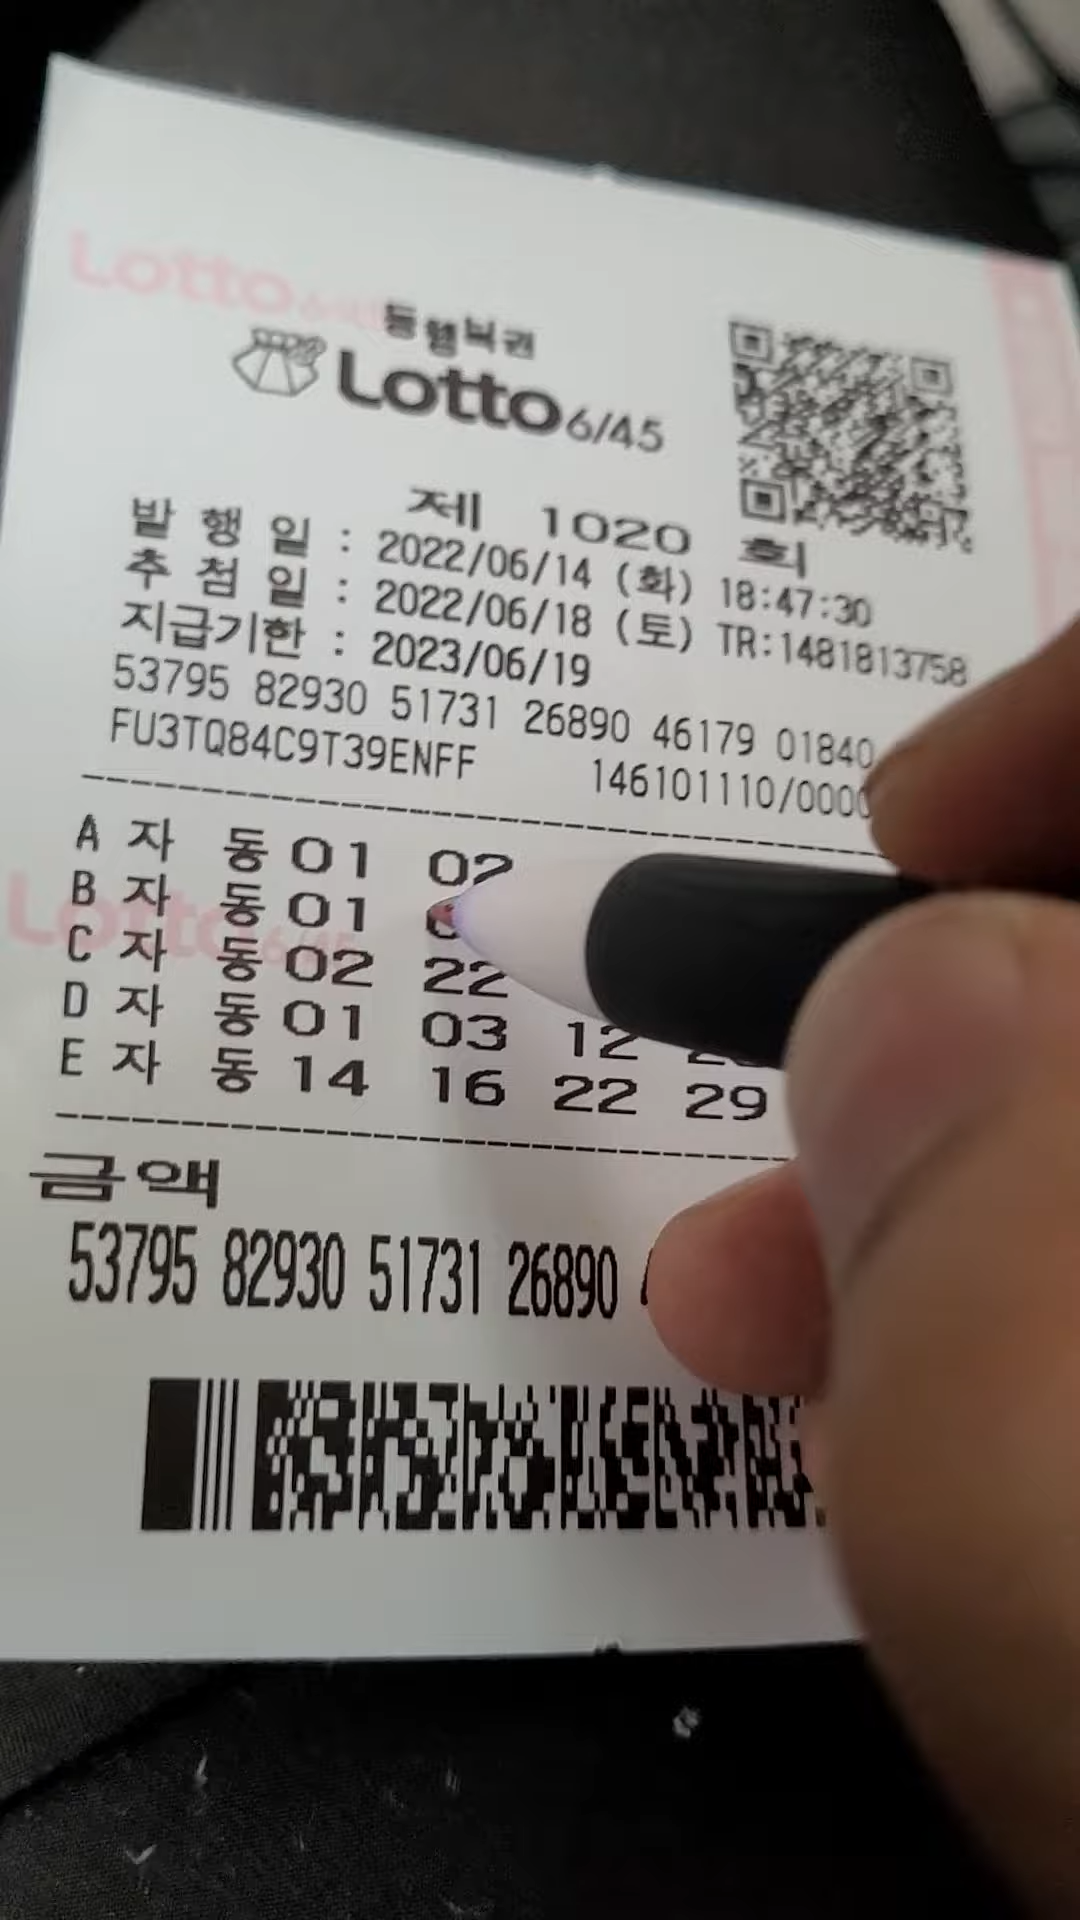 Lotto
동행복권
Lotto 6/45
제 1020 회
발 행 일 : 2022/06/14 (화) 18:47:30
추 첨 일 : 2022/06/18 (토) TR:1481813758
지급기한 : 2023/06/19
53795 82930 51731 26890 46179 01840
FU3TQ84C9T39ENFF 146101110/0000
A 자 동 01 02
B 자 동 01
C 자 동 02 22
D 자 동 01 03 12
E 자 동 14 16 22 29
금액
53795 82930 51731 26890